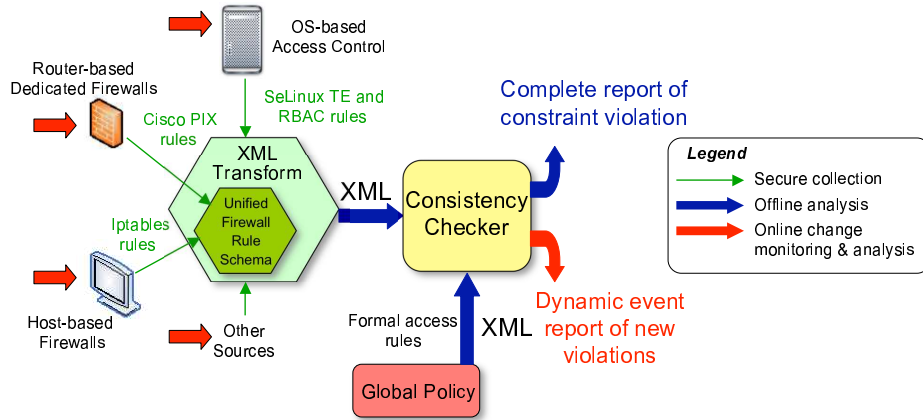 OS-based
Access Control
Router-based
Dedicated Firewalls
Cisco PIX
rules
SeLinux TE and
RBAC rules
XML
Transform
Unified
Firewall
Rule
Schema
Iptables
rules
Host-based
Firewalls
Other
Sources
XML
Consistency
Checker
Complete report of
constraint violation
Dynamic event
report of new
violations
Formal access
rules
XML
Global Policy
Legend
Secure collection
Offline analysis
Online change
monitoring & analysis